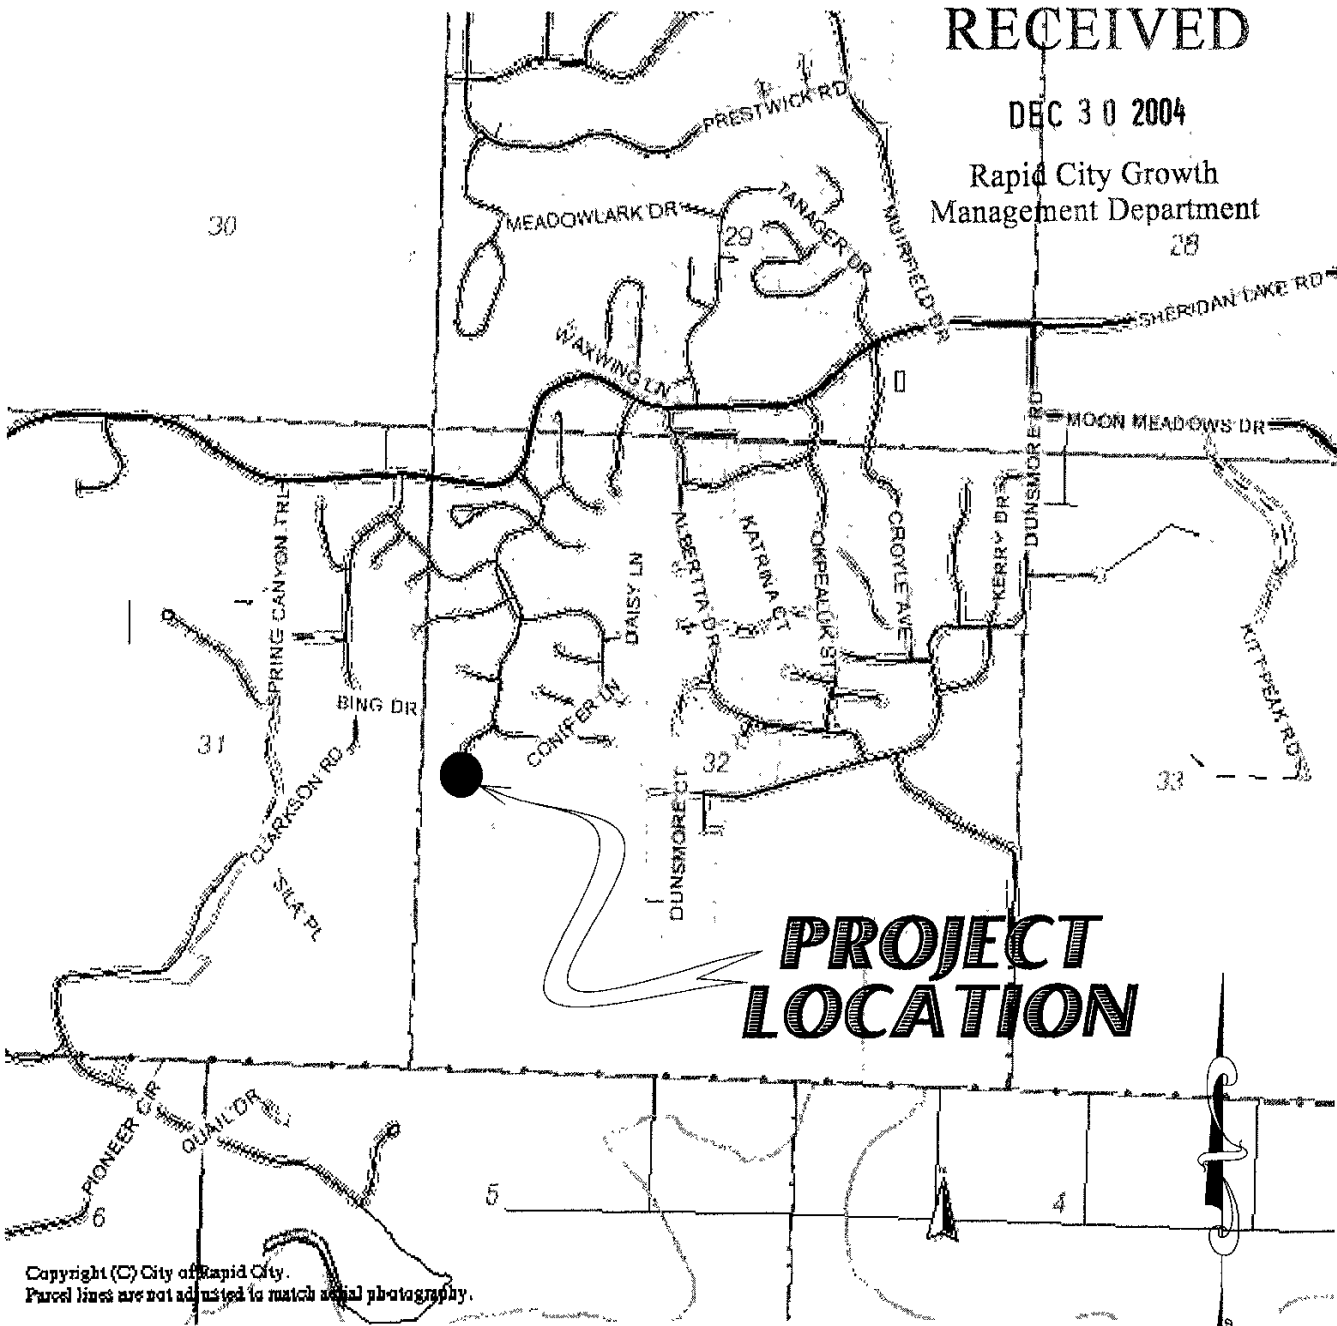 RECEIVED
DEC 30 2004
Rapid City Growth
Management Department
PRESTWICK RD
TANAGER DR
MEADOWLARK DR
MUIRFIELD DR
30
29
28
SHERIDAN LAKE RD
WAXWING LN
MOON MEADOWS DR
DUNSMORE RD
SPRING CANYON TRL
ALBERTTA DR
KATRINA CT
OKPEALUK ST
CROYLE AVE
KERRY DR
DAISY LN
KITT PEAK RD
BING DR
CONIFER LN
31
32
33
CLARKSON RD
DUNSMORE CT
SILK PL
PROJECT
LOCATION
PIONEER CIR
QUAIL DR
6
5
4
Copyright (C) City of Rapid City.
Parcel lines are not adjusted to match aerial photography.